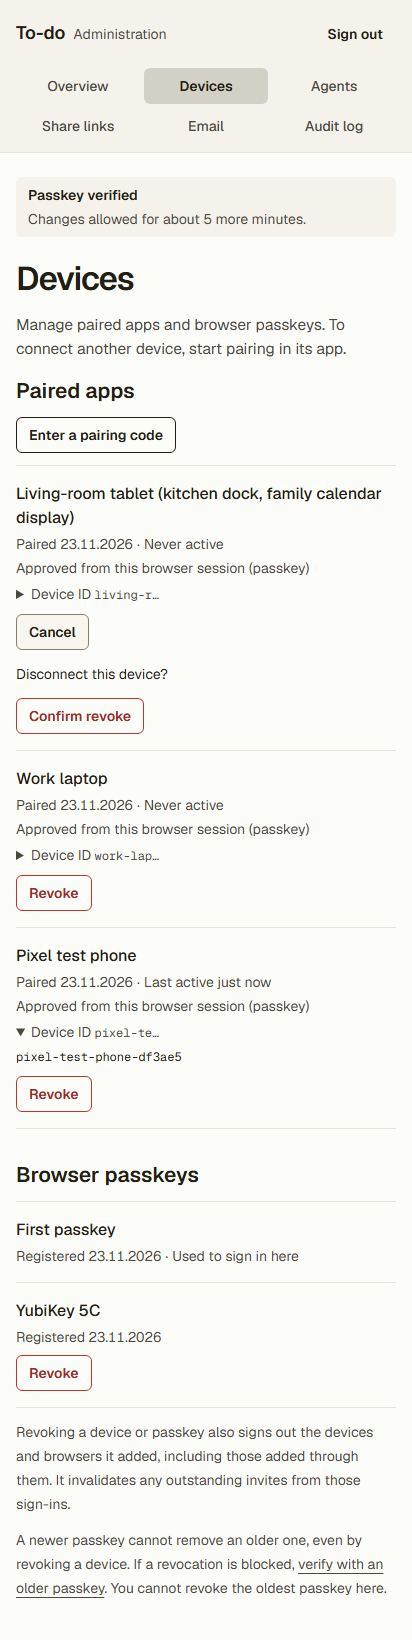 To-do Administration Sign out
Overview Devices Agents
Share links Email Audit log
Passkey verified
Changes allowed for about 5 more minutes.
Devices
Manage paired apps and browser passkeys. To
connect another device, start pairing in its app.
Paired apps
Enter a pairing code
Living-room tablet (kitchen dock, family calendar
display)
Paired 23.11.2026 · Never active
Approved from this browser session (passkey)
Device ID living-r…
Cancel
Disconnect this device?
Confirm revoke
Work laptop
Paired 23.11.2026 · Never active
Approved from this browser session (passkey)
Device ID work-lap…
Revoke
Pixel test phone
Paired 23.11.2026 · Last active just now
Approved from this browser session (passkey)
Device ID pixel-te…
pixel-test-phone-df3ae5
Revoke
Browser passkeys
First passkey
Registered 23.11.2026 · Used to sign in here
YubiKey 5C
Registered 23.11.2026
Revoke
Revoking a device or passkey also signs out the devices
and browsers it added, including those added through
them. It invalidates any outstanding invites from those
sign-ins.
A newer passkey cannot remove an older one, even by
revoking a device. If a revocation is blocked, verify with an
older passkey. You cannot revoke the oldest passkey here.